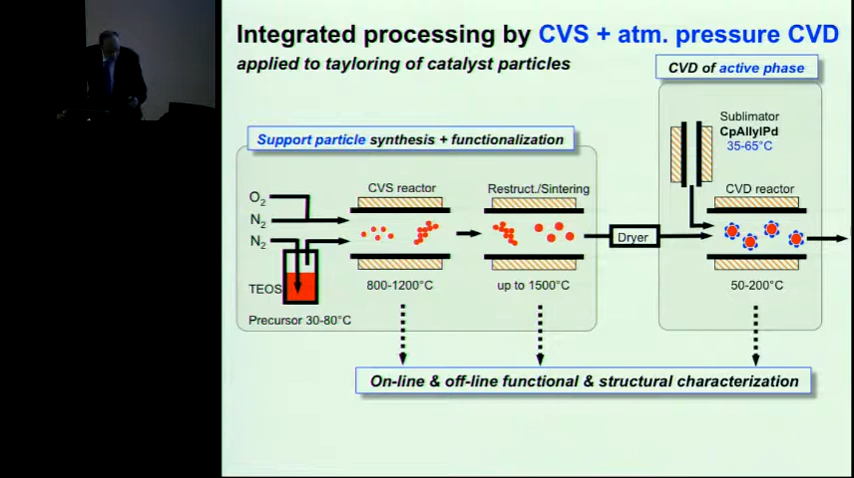 Integrated processing by CVS + atm. pressure CVD
applied to tayloring of catalyst particles
CVD of active phase
Support particle synthesis + functionalization
Sublimator
CpAllylPd
35-65°C
CVS reactor
Restruct./Sintering
CVD reactor
O₂
N₂
N₂
Dryer
TEOS
800-1200°C
up to 1500°C
50-200°C
Precursor 30-80°C
On-line & off-line functional & structural characterization